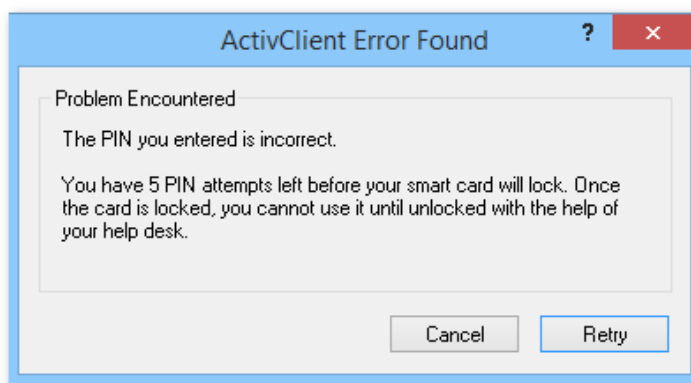 ActivClient Error Found
?
Problem Encountered
The PIN you entered is incorrect.
You have 5 PIN attempts left before your smart card will lock. Once
the card is locked, you cannot use it until unlocked with the help of
your help desk.
Cancel
Retry